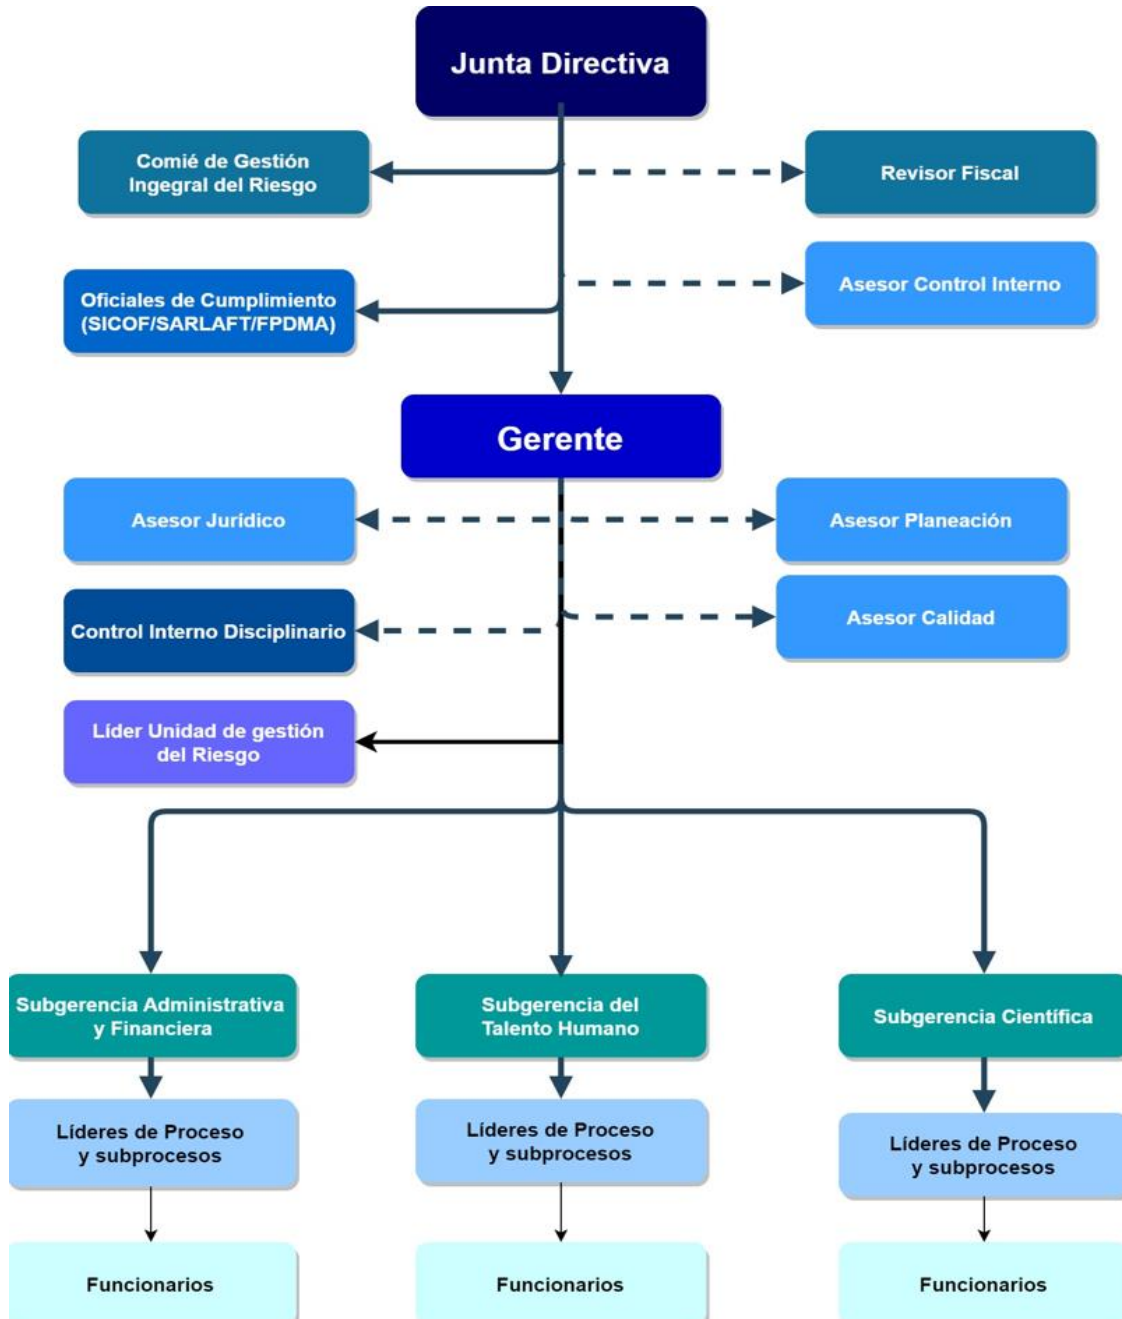 Junta Directiva
Comié de Gestión
Ingegral del Riesgo
Revisor Fiscal
Oficiales de Cumplimiento
(SICOF/SARLAFT/FPDMA)
Asesor Control Interno
Gerente
Asesor Jurídico
Asesor Planeación
Control Interno Disciplinario
Asesor Calidad
Líder Unidad de gestión
del Riesgo
Subgerencia Administrativa
y Financiera
Subgerencia del
Talento Humano
Subgerencia Científica
Líderes de Proceso
y subprocesos
Líderes de Proceso
y subprocesos
Líderes de Proceso
y subprocesos
Funcionarios
Funcionarios
Funcionarios